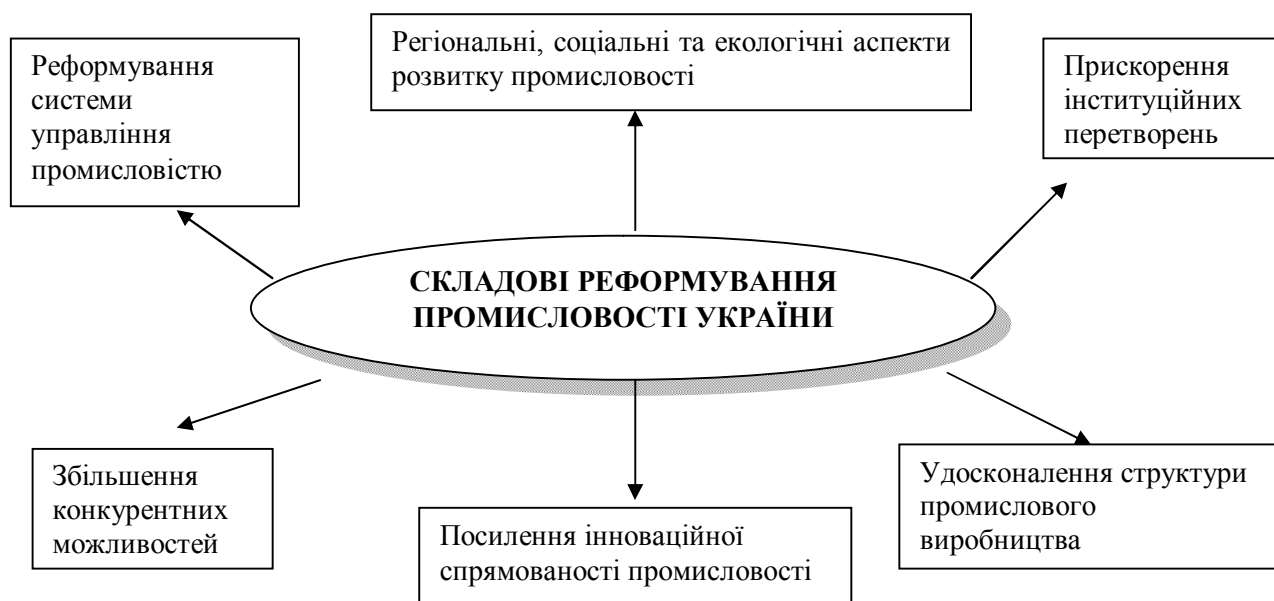 Реформування
системи
управління
промисловістю
Регіональні, соціальні та екологічні аспекти
розвитку промисловості
Прискорення
інституційних
перетворень
СКЛАДОВІ РЕФОРМУВАННЯ
ПРОМИСЛОВОСТІ УКРАЇНИ
Збільшення
конкурентних
можливостей
Посилення інноваційної
спрямованості промисловості
Удосконалення структури
промислового
виробництва